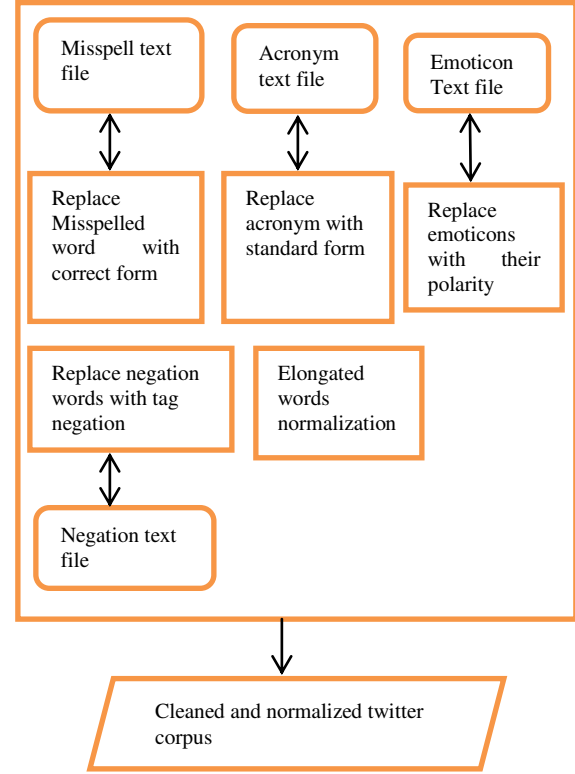 Misspell text
file
Acronym
text file
Emoticon
Text file
Replace
Misspelled
word with
correct form
Replace
acronym with
standard form
Replace
emoticons
with their
polarity
Replace negation
words with tag
negation
Elongated
words
normalization
Negation text
file
Cleaned and normalized twitter
corpus